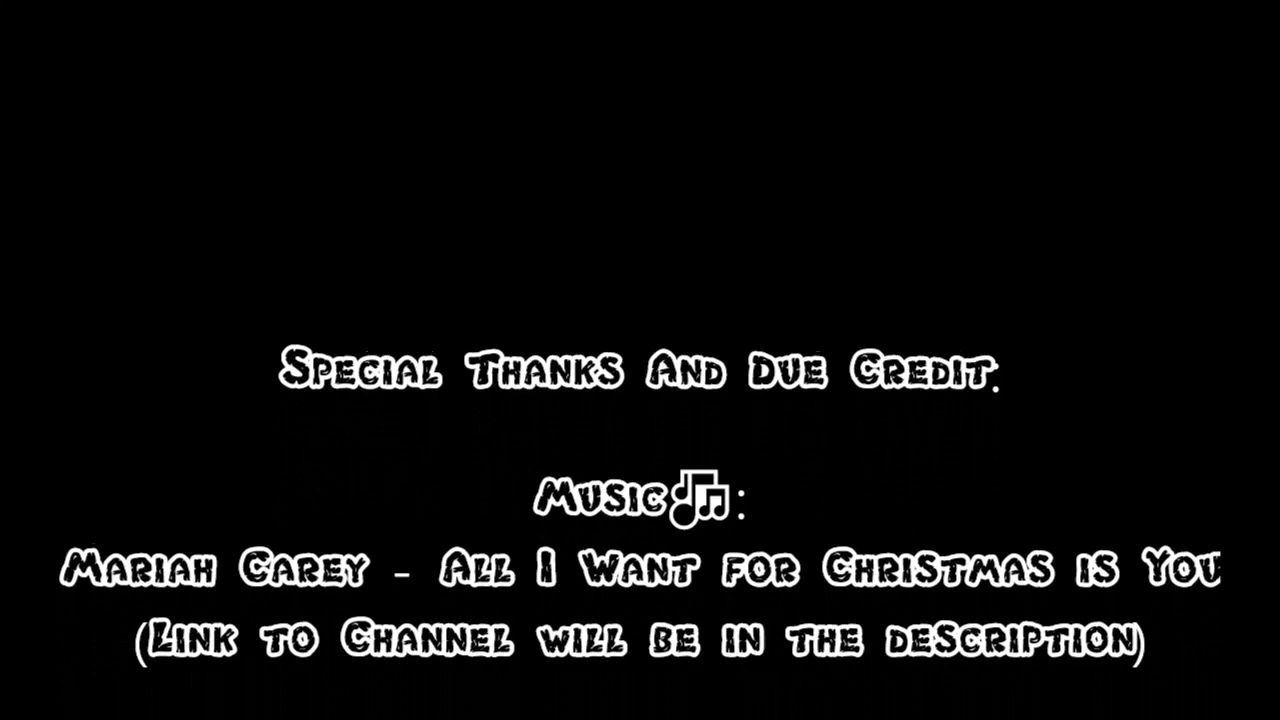 Special Thanks And Due Credit:
Music🎶:
Mariah Carey - All I Want for Christmas is You
(Link to Channel will be in the description)